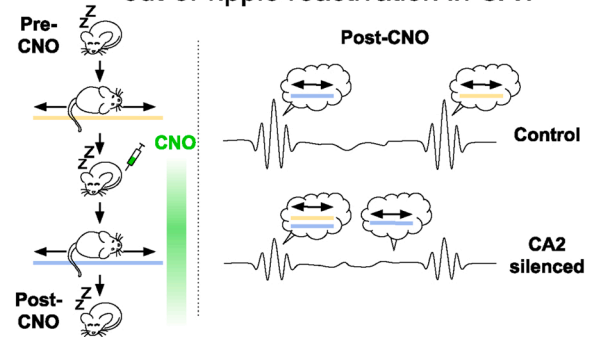 Pre-
CNO
z
z
z
Post-CNO
CNO
z
z
z
Control
CA2
silenced
Post-
CNO
z
z
z